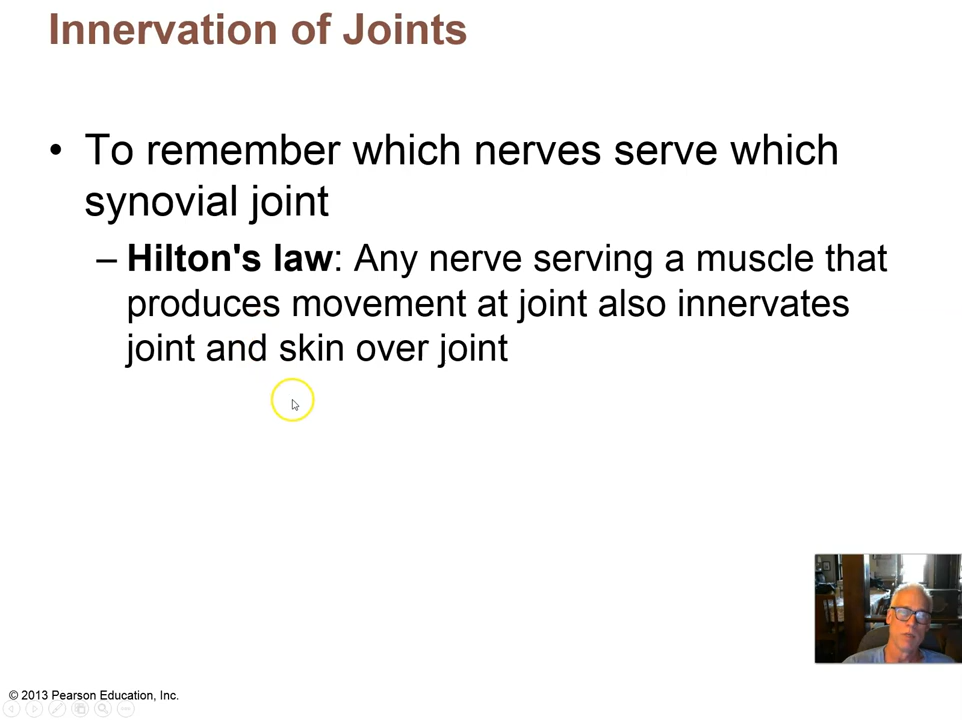 Innervation of Joints
• To remember which nerves serve which
synovial joint
– Hilton's law: Any nerve serving a muscle that
produces movement at joint also innervates
joint and skin over joint
© 2013 Pearson Education, Inc.